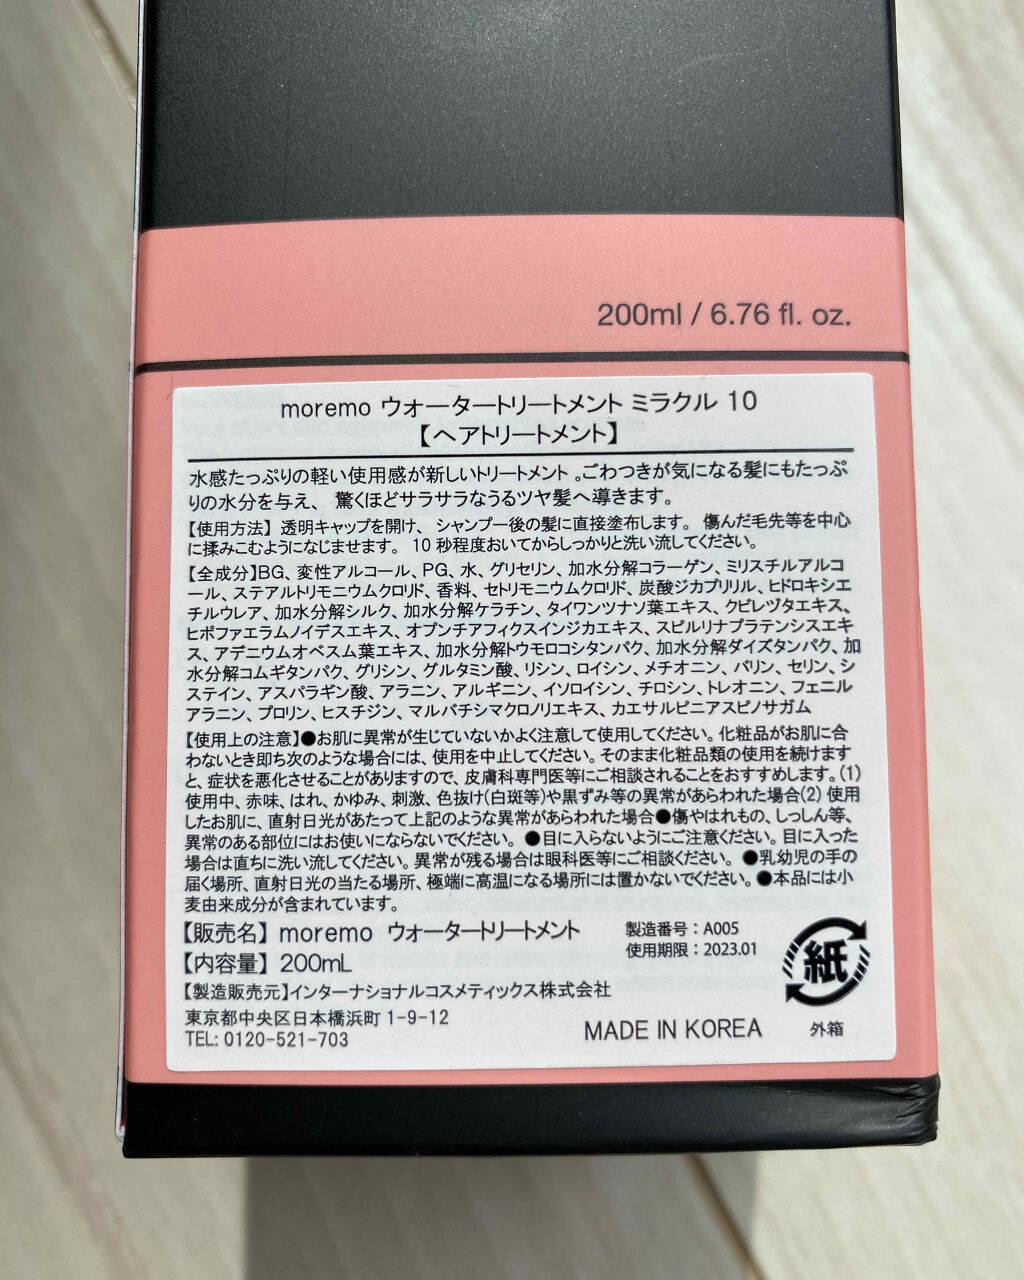 200ml / 6.76 fl. oz.
moremo ウォータートリートメント ミラクル 10
【ヘアトリートメント】
水感たっぷりの軽い使用感が新しいトリートメント 。ごわつきが気になる髪にもたっぷ
りの水分を与え、 驚くほどサラサラなうるツヤ髪へ導きます。
【使用方法】 透明キャップを開け、 シャンプー後の髪に直接塗布します。 傷んだ毛先等を中心
に揉みこむようになじませます。 10 秒程度おいてからしっかりと洗い流してください。
【全成分】BG、変性アルコール、PG、水、グリセリン、加水分解コラーゲン、ミリスチルアルコ
ール、ステアルトリモニウムクロリド、香料、セトリモニウムクロリド、炭酸ジカプリリル、ヒドロキシエ
チルウレア、加水分解シルク、加水分解ケラチン、タイワンツナソ葉エキス、クビレヅタエキス、
ヒポファエラムノイデスエキス、オプンチアフィクスインジカエキス、スピルリナプラテンシスエキ
ス、アデニウムオベスム葉エキス、加水分解トウモロコシタンパク、加水分解ダイズタンパク、加
水分解コムギタンパク、グリシン、グルタミン酸、リシン、ロイシン、メチオニン、バリン、セリン、シ
ステイン、アスパラギン酸、アラニン、アルギニン、イソロイシン、チロシン、トレオニン、フェニル
アラニン、プロリン、ヒスチジン、マルバチシマクロノリエキス、カエサルピニアスピノサガム
【使用上の注意】●お肌に異常が生じていないかよく注意して使用してください。化粧品がお肌に合
わないとき即ち次のような場合には、使用を中止してください。そのまま化粧品類の使用を続けます
と、症状を悪化させることがありますので、皮膚科専門医等にご相談されることをおすすめします。(1)
使用中、赤味、はれ、かゆみ、刺激、色抜け(白斑等)や黒ずみ等の異常があらわれた場合(2) 使用
したお肌に、直射日光があたって上記のような異常があらわれた場合●傷やはれもの、しっしん等、
異常のある部位にはお使いにならないでください。 ●目に入らないようにご注意ください。目に入った
場合は直ちに洗い流してください。異常が残る場合は眼科医等にご相談ください。 ●乳幼児の手の
届く場所、直射日光の当たる場所、極端に高温になる場所には置かないでください。●本品には小
麦由来成分が含まれています。
【販売名】 moremo ウォータートリートメント
製造番号：A005
使用期限：2023.01
【内容量】 200mL
【製造販売元】インターナショナルコスメティックス株式会社
東京都中央区日本橋浜町 1-9-12
TEL: 0120-521-703
MADE IN KOREA
紙
外箱